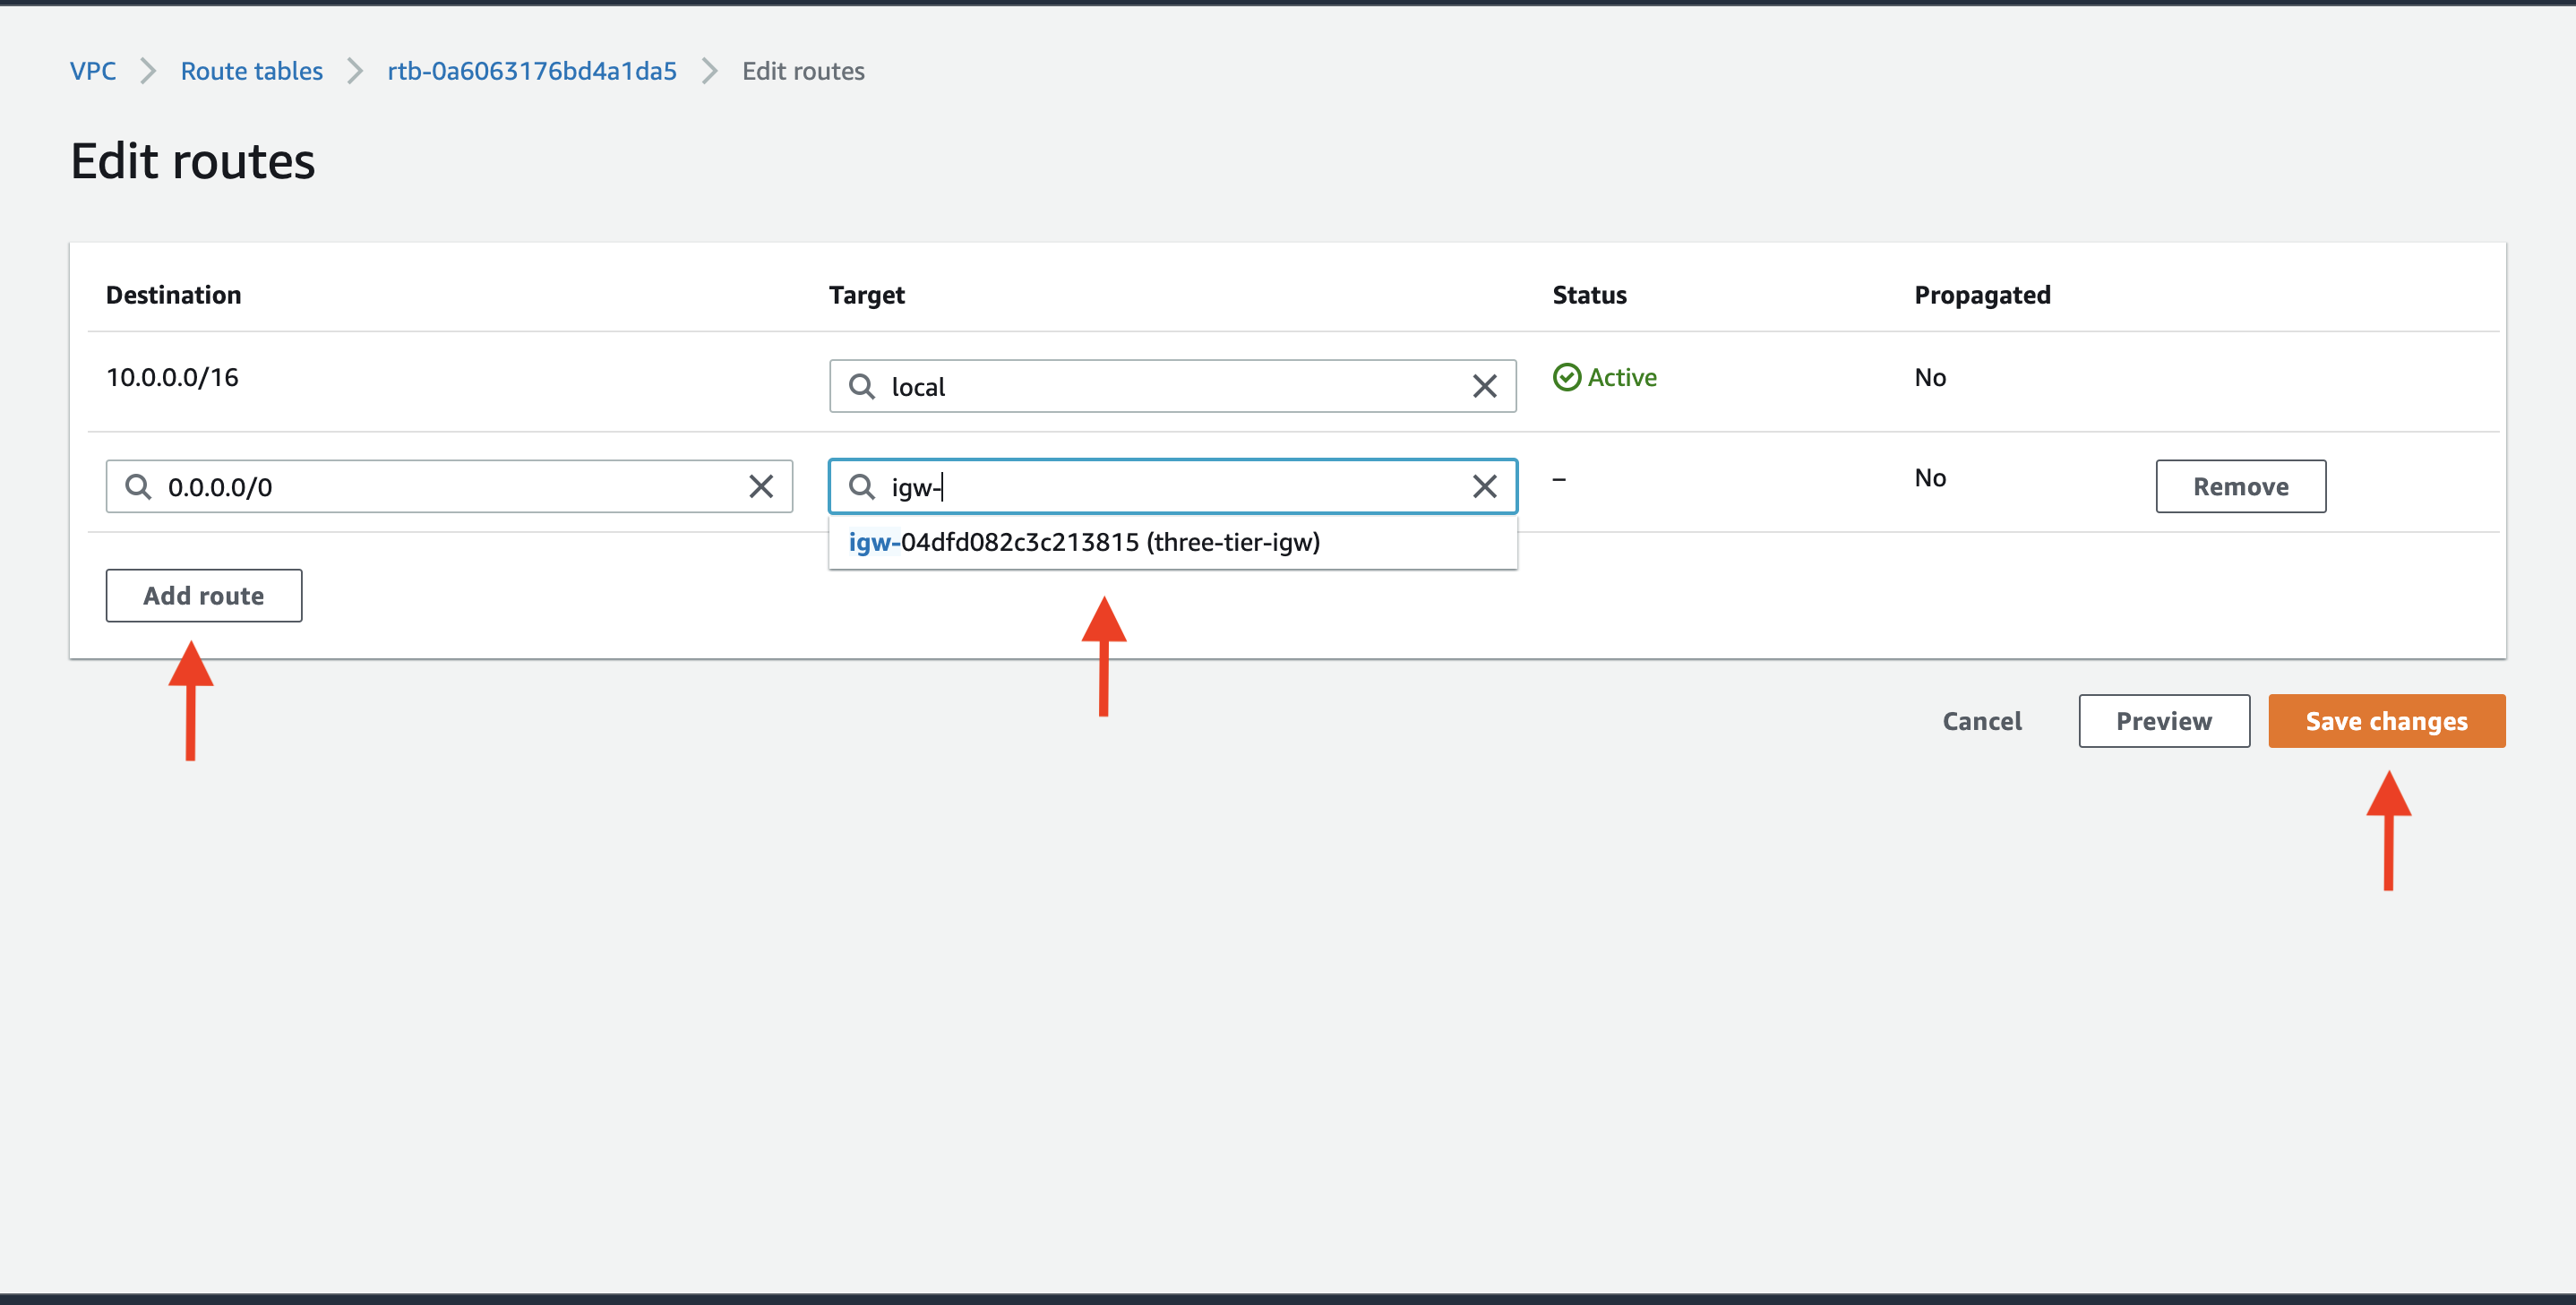 VPC > Route tables > rtb-0a6063176bd4a1da5 > Edit routes
Edit routes
Destination Target Status Propagated
10.0.0.0/16 local Active No
0.0.0.0/0 igw- – No Remove
igw-04dfd082c3c213815 (three-tier-igw)
Add route
Cancel Preview Save changes